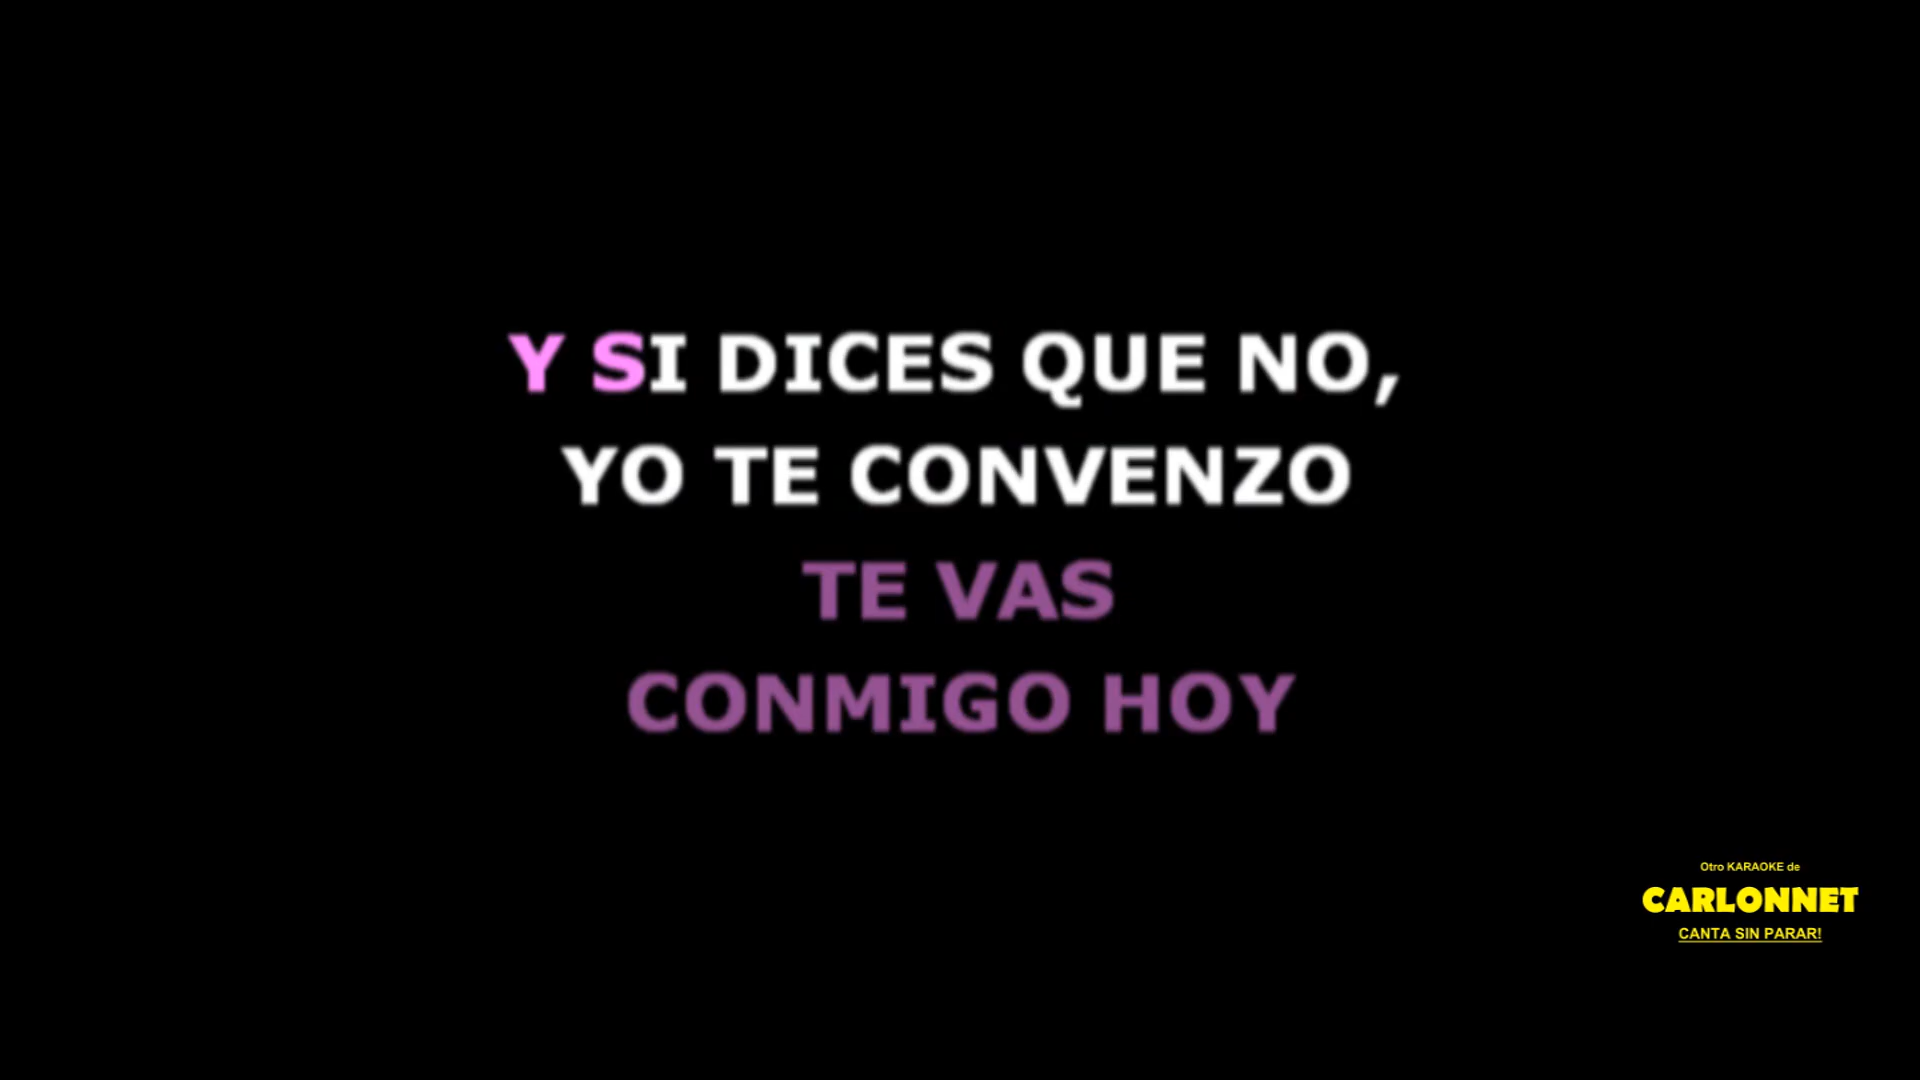 Y SI DICES QUE NO,
YO TE CONVENZO
TE VAS
CONMIGO HOY
Otro KARAOKE de
CARLONNET
CANTA SIN PARAR!